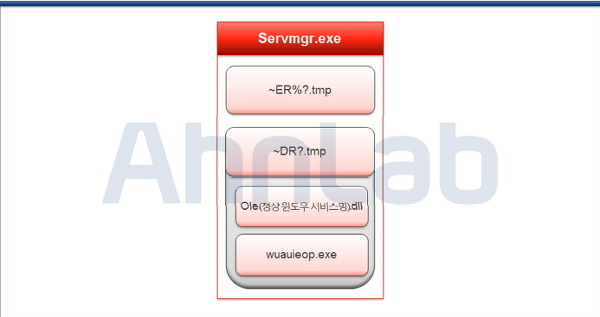 Servmgr.exe
~ER%?.tmp
~DR?.tmp
AhnLab
Ole(정상 윈도우 서비스명).dll
wuauieop.exe